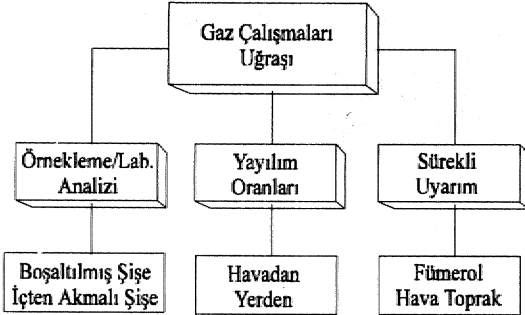 Gaz Çalışmaları
Uğraşı
Örnekleme/Lab.
Analizi
Yayılım
Oranları
Sürekli
Uyarım
Boşaltılmış Şişe
İçten Akmalı Şişe
Havadan
Yerden
Fümerol
Hava Toprak